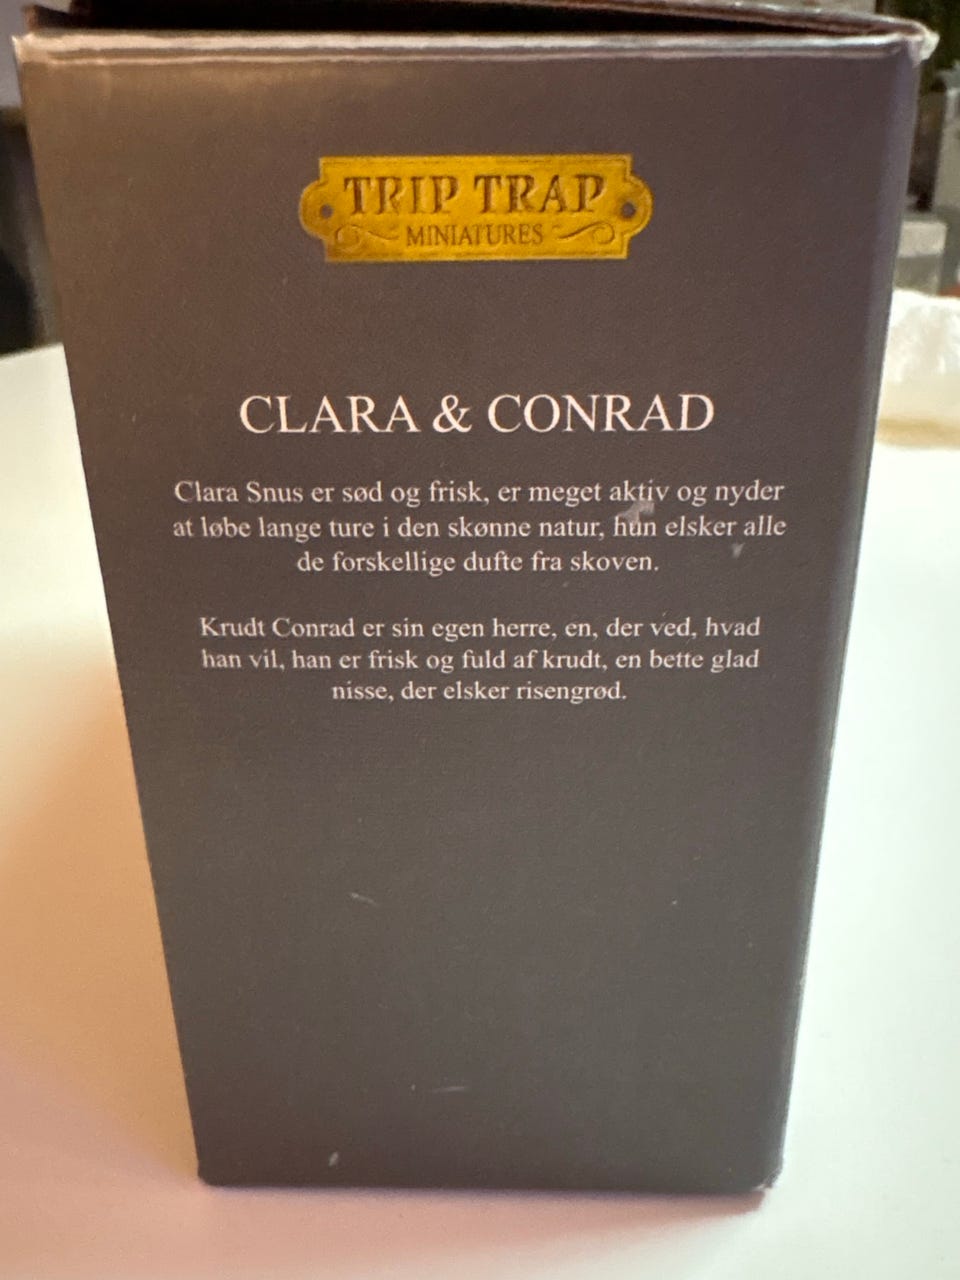 TRIP TRAP
MINIATURES
CLARA & CONRAD
Clara Snus er sød og frisk, er meget aktiv og nyder
at løbe lange ture i den skønne natur, hun elsker alle
de forskellige dufte fra skoven.
Krudt Conrad er sin egen herre, en, der ved, hvad
han vil, han er frisk og fuld af krudt, en bette glad
nisse, der elsker risengrød.